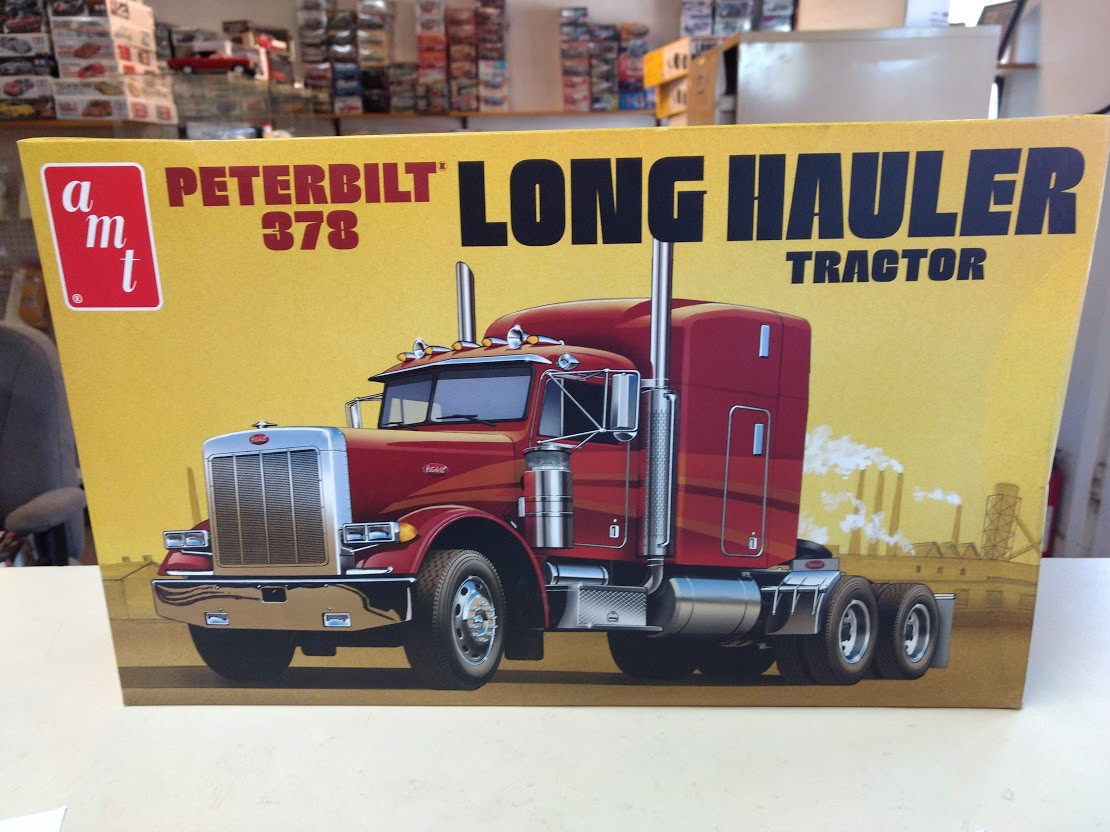 amt
®
PETERBILT®
378
LONG HAULER
TRACTOR